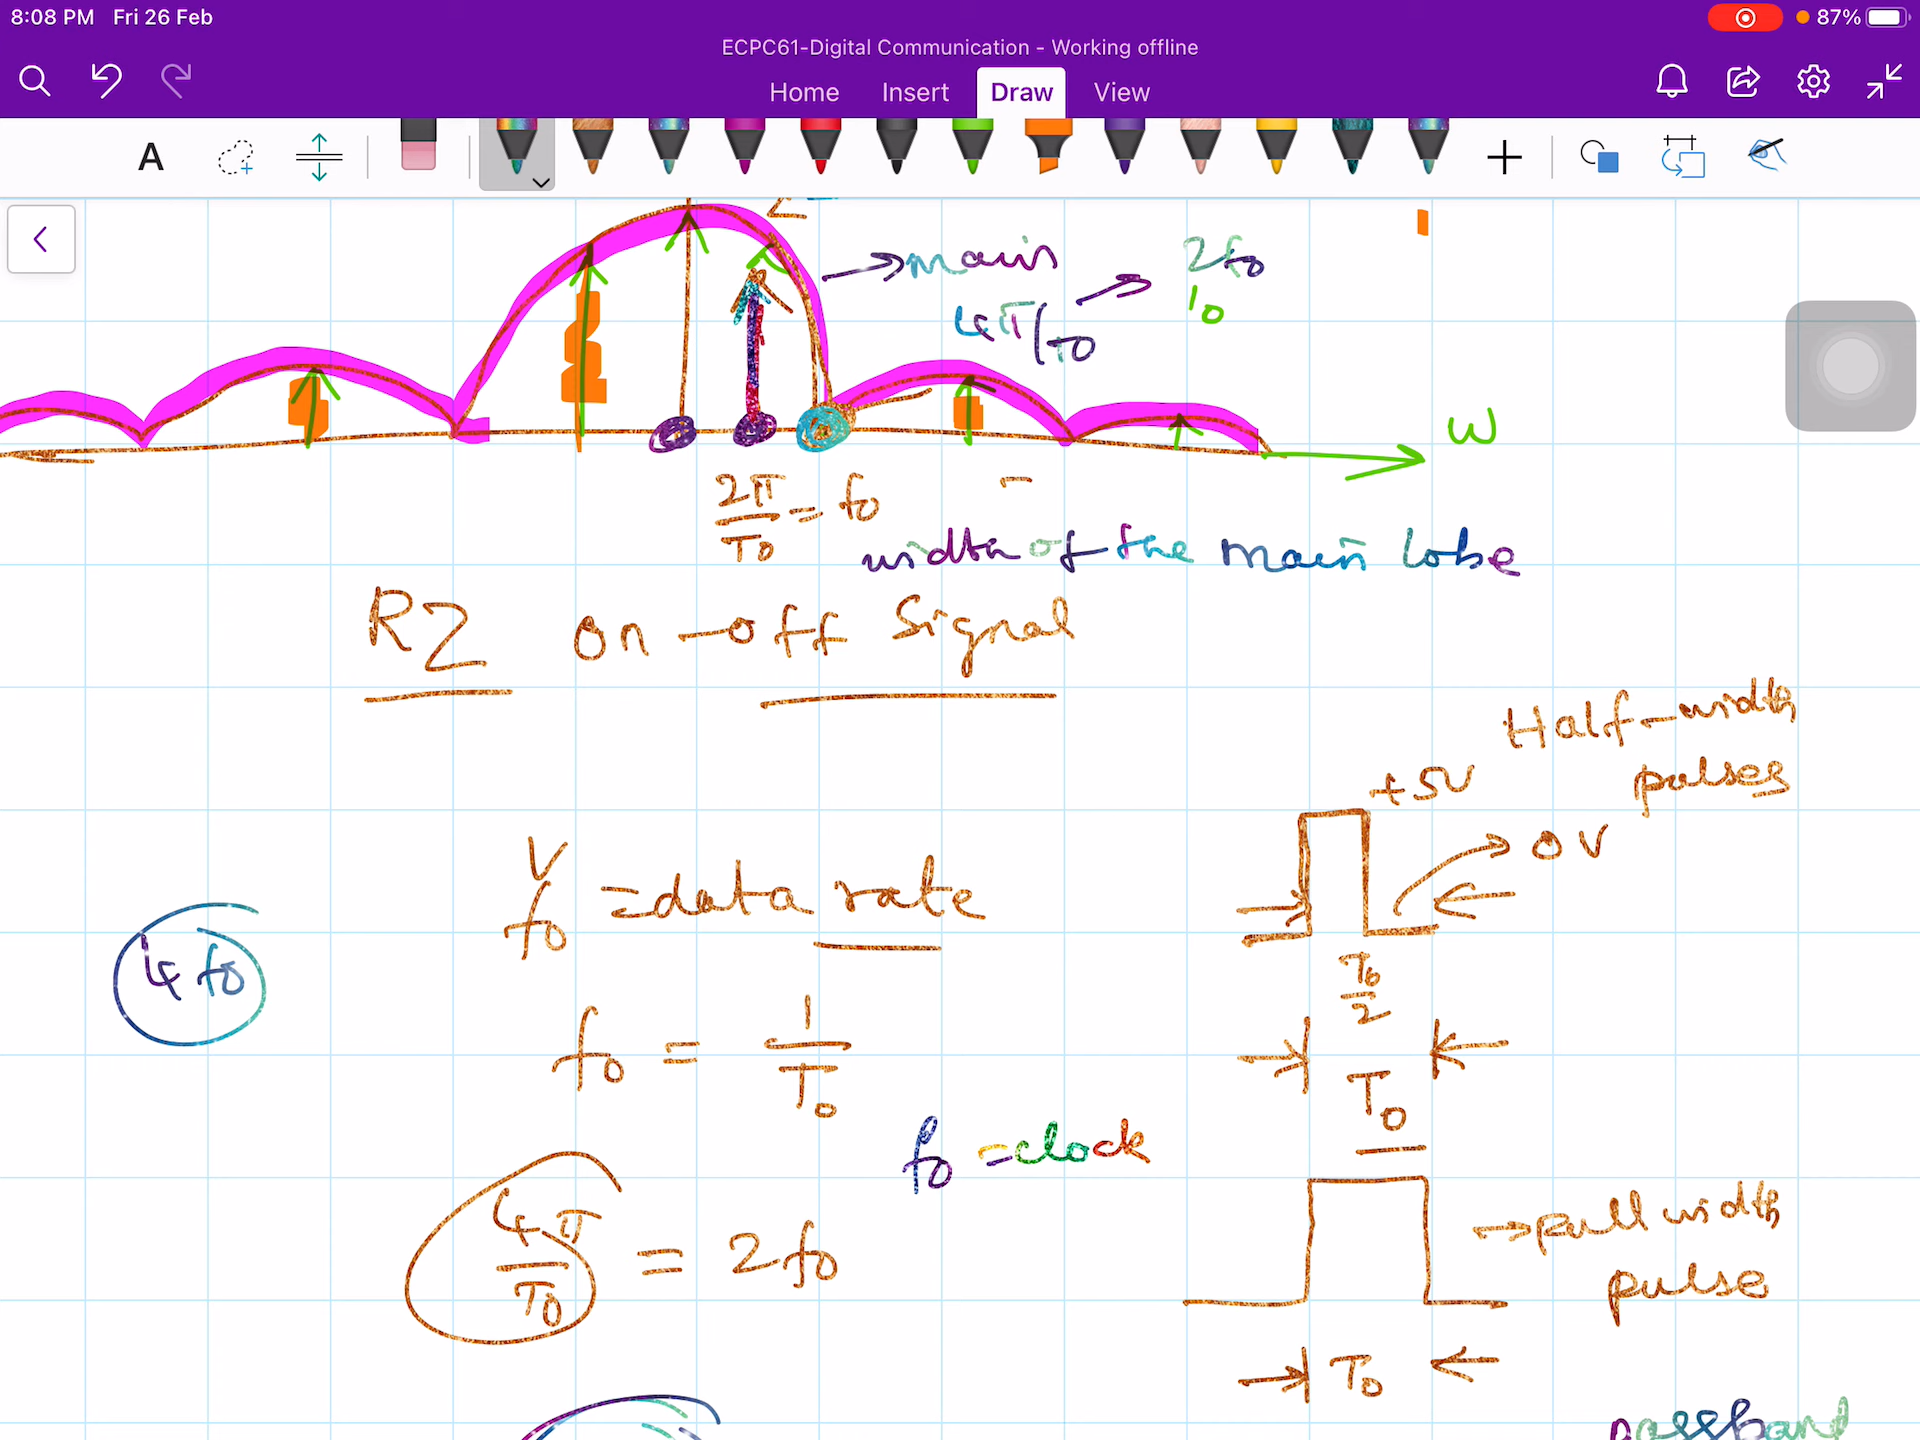 8:08 PM Fri 26 Feb
87%
ECPC61-Digital Communication - Working offline
Home Insert Draw View
A
main
2f0
4π/T0
10
W
2π/T0 = f0
width of the main lobe
RZ on-off Signal
Half-width
pulses
+5V
0V
f0 = data rate
4f0
T0/2
f0 = 1/T0
T0
f0 = clock
4π/T0 = 2f0
full width
pulse
T0
passband